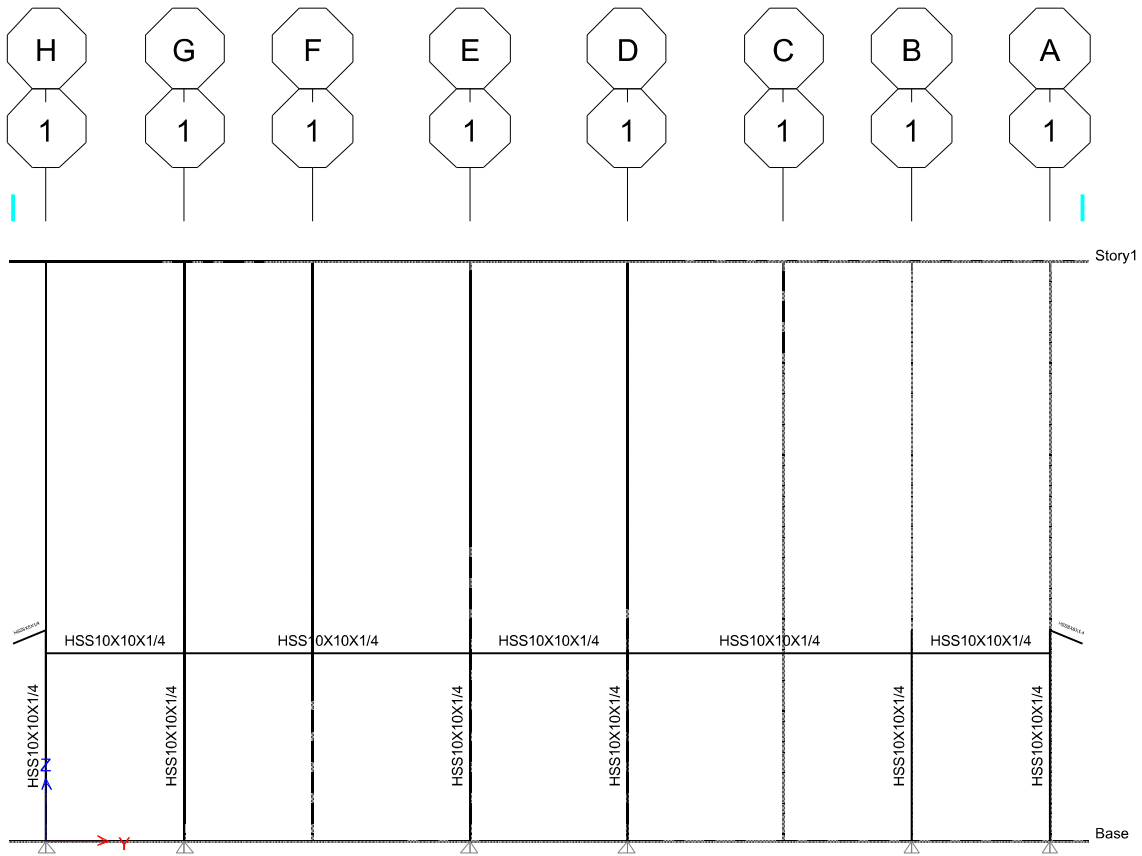 H G F E D C B A
1 1 1 1 1 1 1 1
Story1
HSS10X10X1/4 HSS10X10X1/4 HSS10X10X1/4 HSS10X10X1/4 HSS10X10X1/4
HSS10X10X1/4 HSS10X10X1/4 HSS10X10X1/4 HSS10X10X1/4 HSS10X10X1/4 HSS10X10X1/4
Z
Base
Y